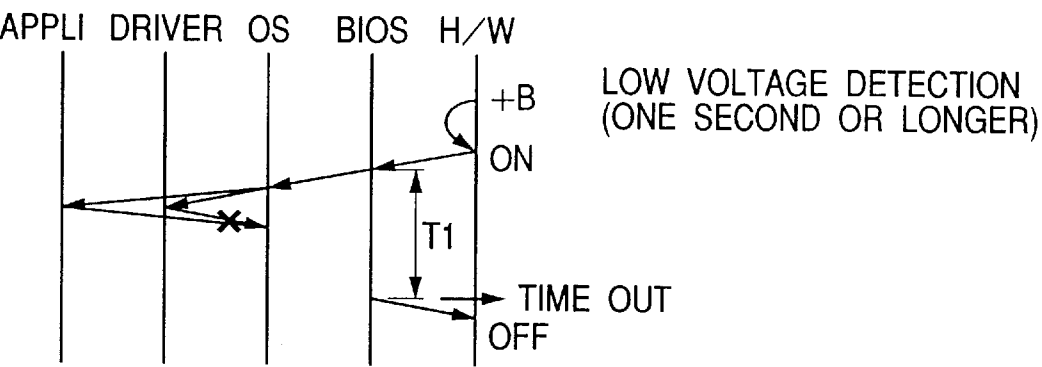 APPLI DRIVER OS BIOS H/W
+B
LOW VOLTAGE DETECTION
(ONE SECOND OR LONGER)
ON
T1
TIME OUT
OFF